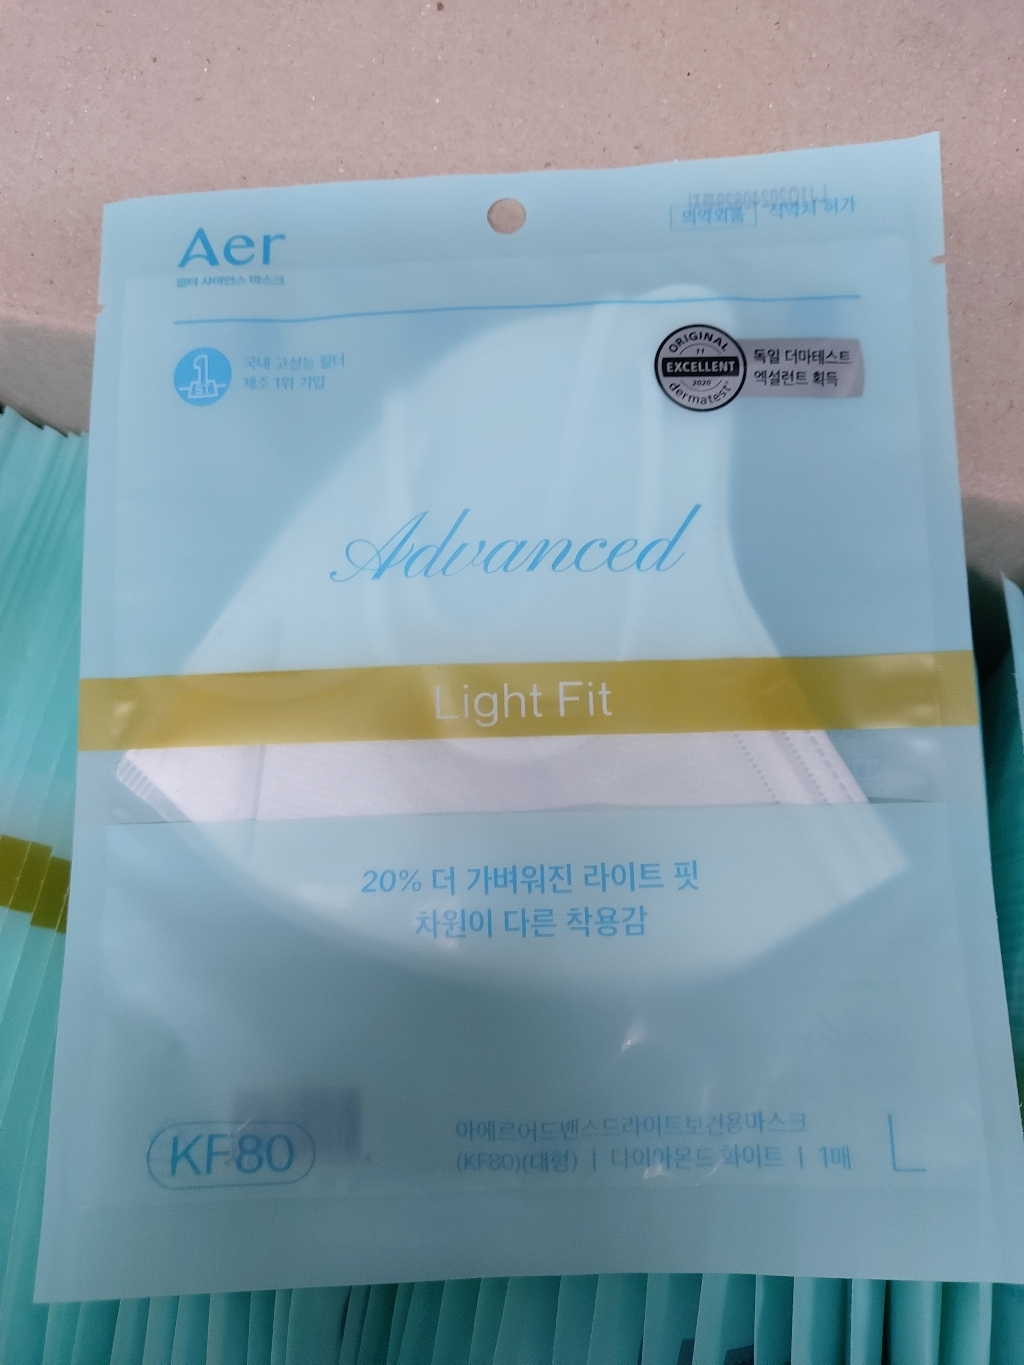 Aer
필터 사이언스 마스크
의약외품 식약처 허가
1ST
국내 고성능 필터
제조 1위 기업
ORIGINAL
EXCELLENT
2020
dermatest
독일 더마테스트
엑설런트 획득
Advanced
Light Fit
20% 더 가벼워진 라이트 핏
차원이 다른 착용감
KF80
아에르어드밴스드라이트보건용마스크
(KF80)(대형) | 다이아몬드 화이트 | 1매
L